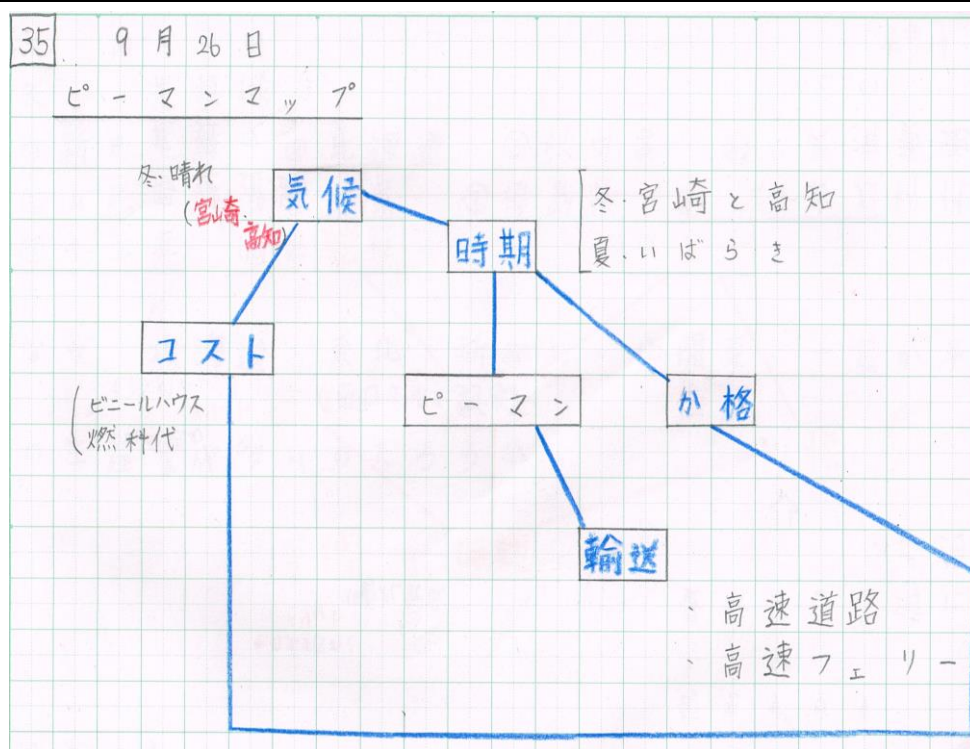 35 9月26日
ピーマンマップ
冬・晴れ
(宮崎・
高知)
気候
時期
冬・宮崎と高知
夏・いばらき
コスト
ビニールハウス
燃料代
ピーマン
か格
輸送
・高速道路
・高速フェリー